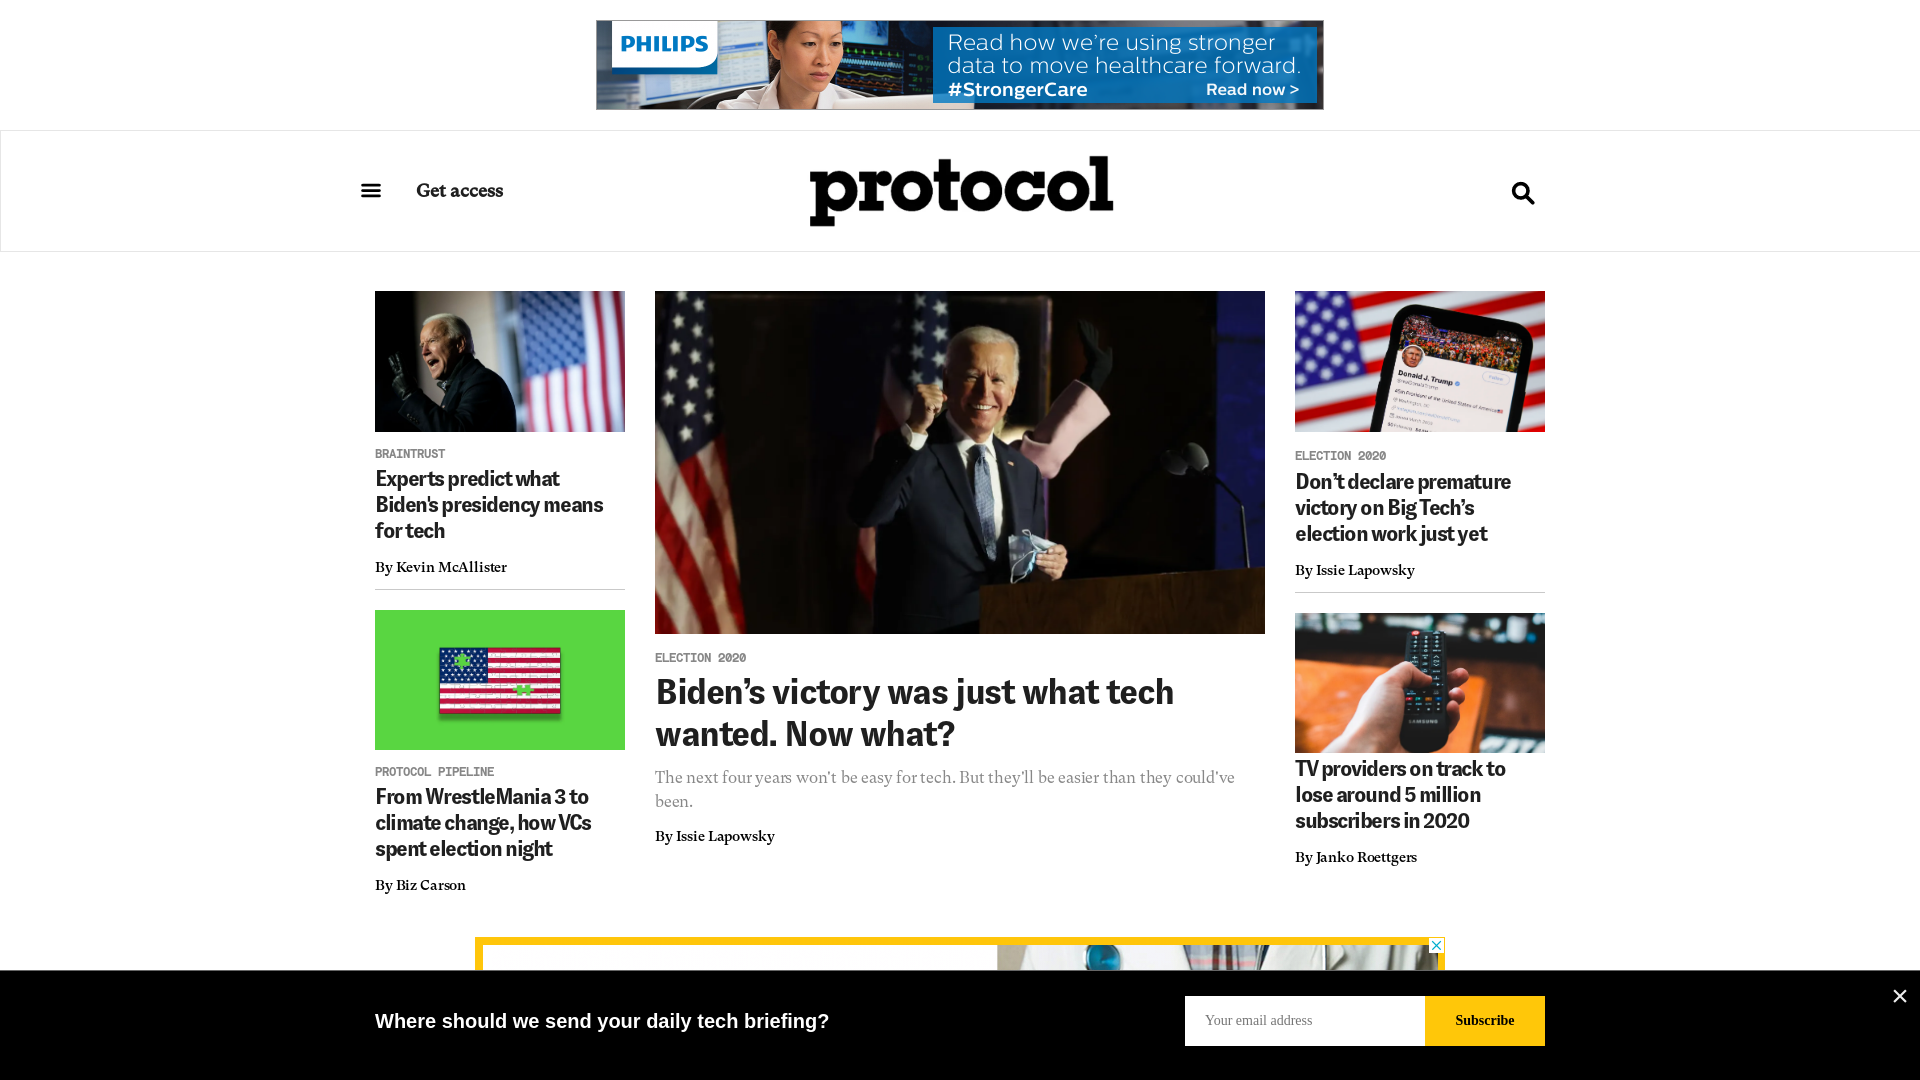 PHILIPS
Read how we're using stronger
data to move healthcare forward.
#StrongerCare
Read now >
Get access
protocol
BRAINTRUST
Experts predict what
Biden's presidency means
for tech
By Kevin McAllister
PROTOCOL PIPELINE
From WrestleMania 3 to
climate change, how VCs
spent election night
By Biz Carson
ELECTION 2020
Biden’s victory was just what tech
wanted. Now what?
The next four years won't be easy for tech. But they'll be easier than they could've
been.
By Issie Lapowsky
Donald J. Trump
ELECTION 2020
Don’t declare premature
victory on Big Tech’s
election work just yet
By Issie Lapowsky
SAMSUNG
TV providers on track to
lose around 5 million
subscribers in 2020
By Janko Roettgers
Where should we send your daily tech briefing?
Your email address
Subscribe